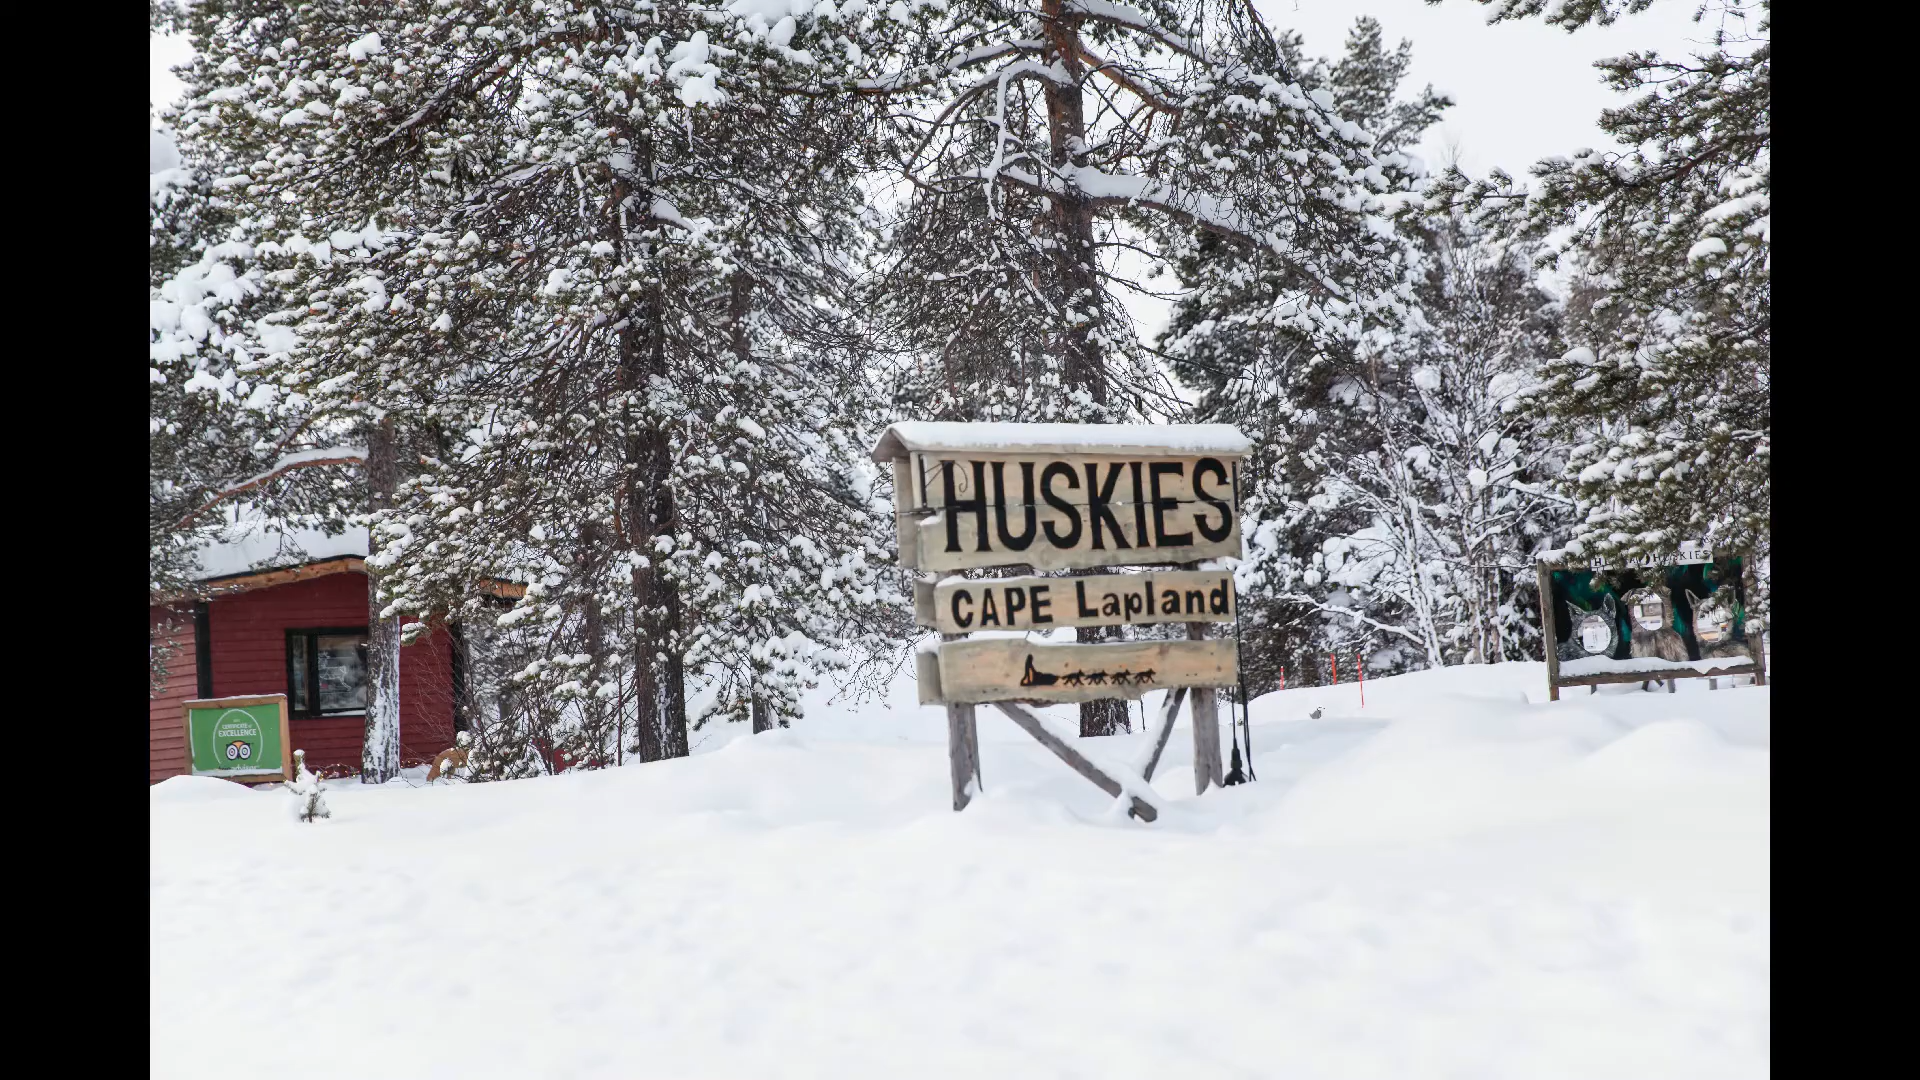 HUSKIES
CAPE Lapland
CERTIFICATE of
EXCELLENCE
HUSKIES